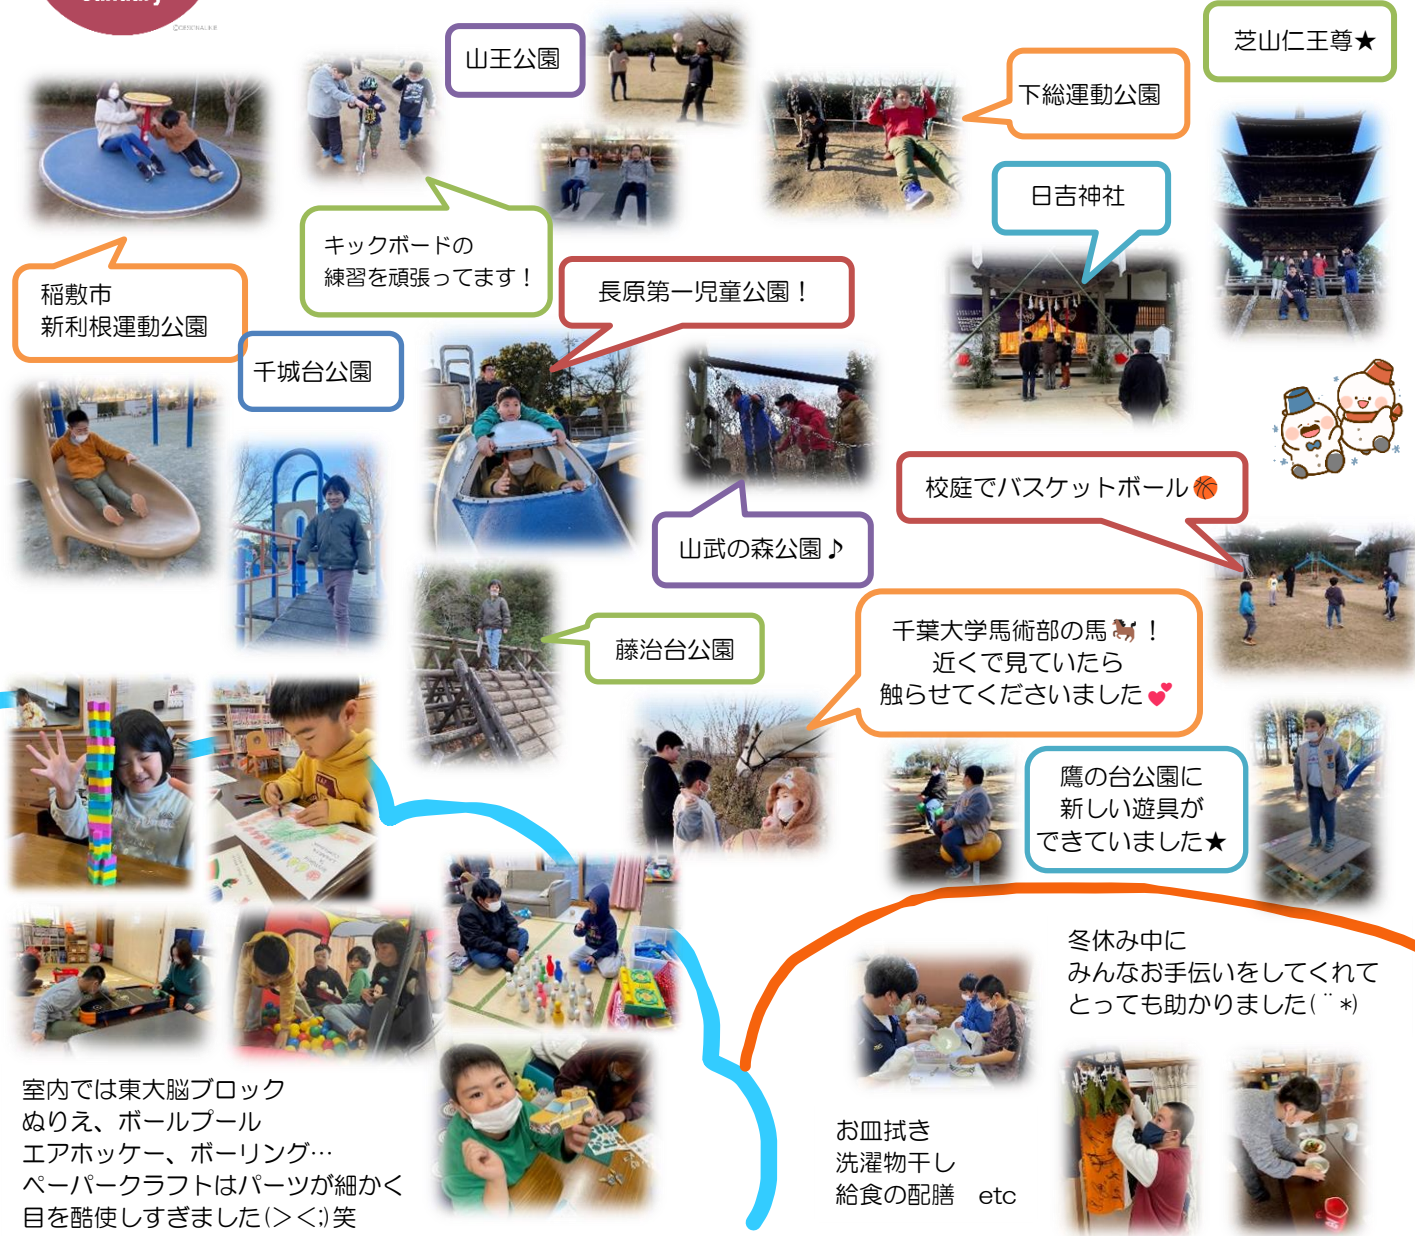 January
山王公園
芝山仁王尊★
下総運動公園
日吉神社
キックボードの
練習を頑張ってます！
稲敷市
新利根運動公園
長原第一児童公園！
千城台公園
校庭でバスケットボール🏀
山武の森公園♪
藤治台公園
千葉大学馬術部の馬🐎！
近くで見ていたら
触らせてくださいました💕
鷹の台公園に
新しい遊具が
できていました★
冬休み中に
みんなお手伝いをしてくれて
とっても助かりました(¨*)
室内では東大脳ブロック
ぬりえ、ボールプール
エアホッケー、ボーリング…
ペーパークラフトはパーツが細かく
目を酷使しすぎました(＞＜;)笑
お皿拭き
洗濯物干し
給食の配膳　etc